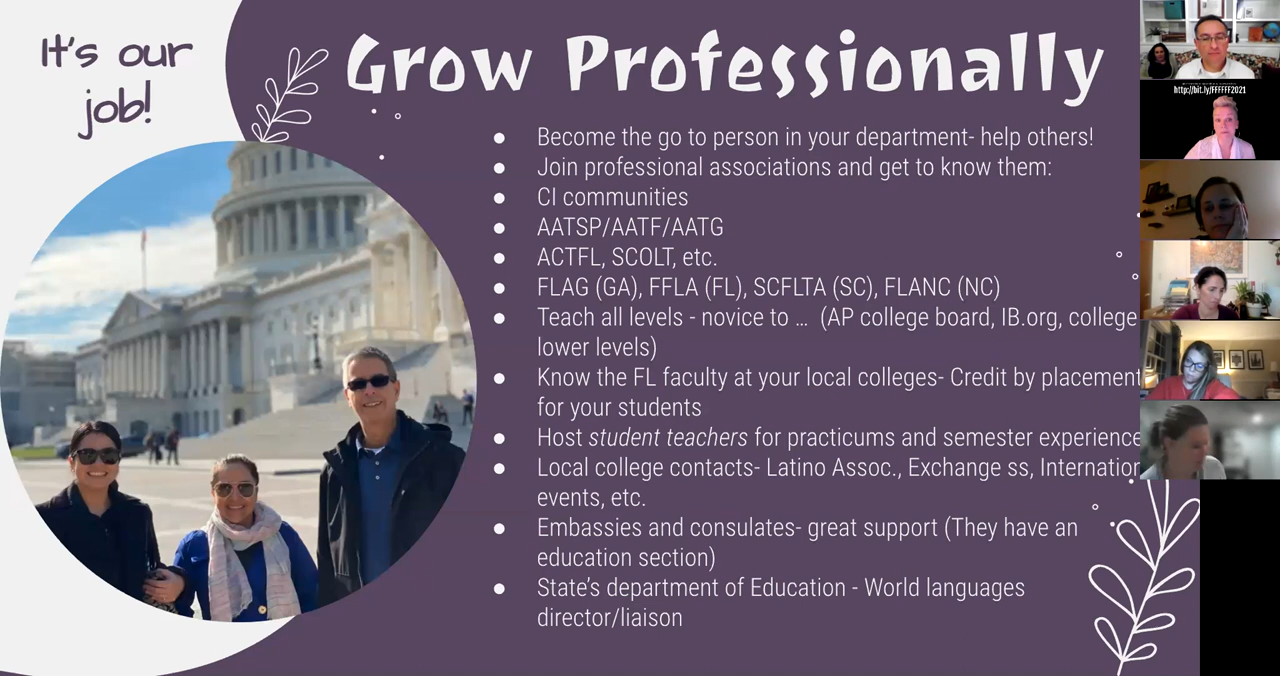 It's our
job!
Grow Professionally
● Become the go to person in your department- help others!
● Join professional associations and get to know them:
● CI communities
● AATSP/AATF/AATG
● ACTFL, SCOLT, etc.
● FLAG (GA), FFLA (FL), SCFLTA (SC), FLANC (NC)
● Teach all levels - novice to … (AP college board, IB.org, college
lower levels)
● Know the FL faculty at your local colleges- Credit by placement
for your students
● Host student teachers for practicums and semester experience
● Local college contacts- Latino Assoc., Exchange ss,
events, etc.
● Embassies and consulates- great support (They have an
education section)
● State's department of Education - World languages
director/liaison
http://bit.ly/FFFFFF2021